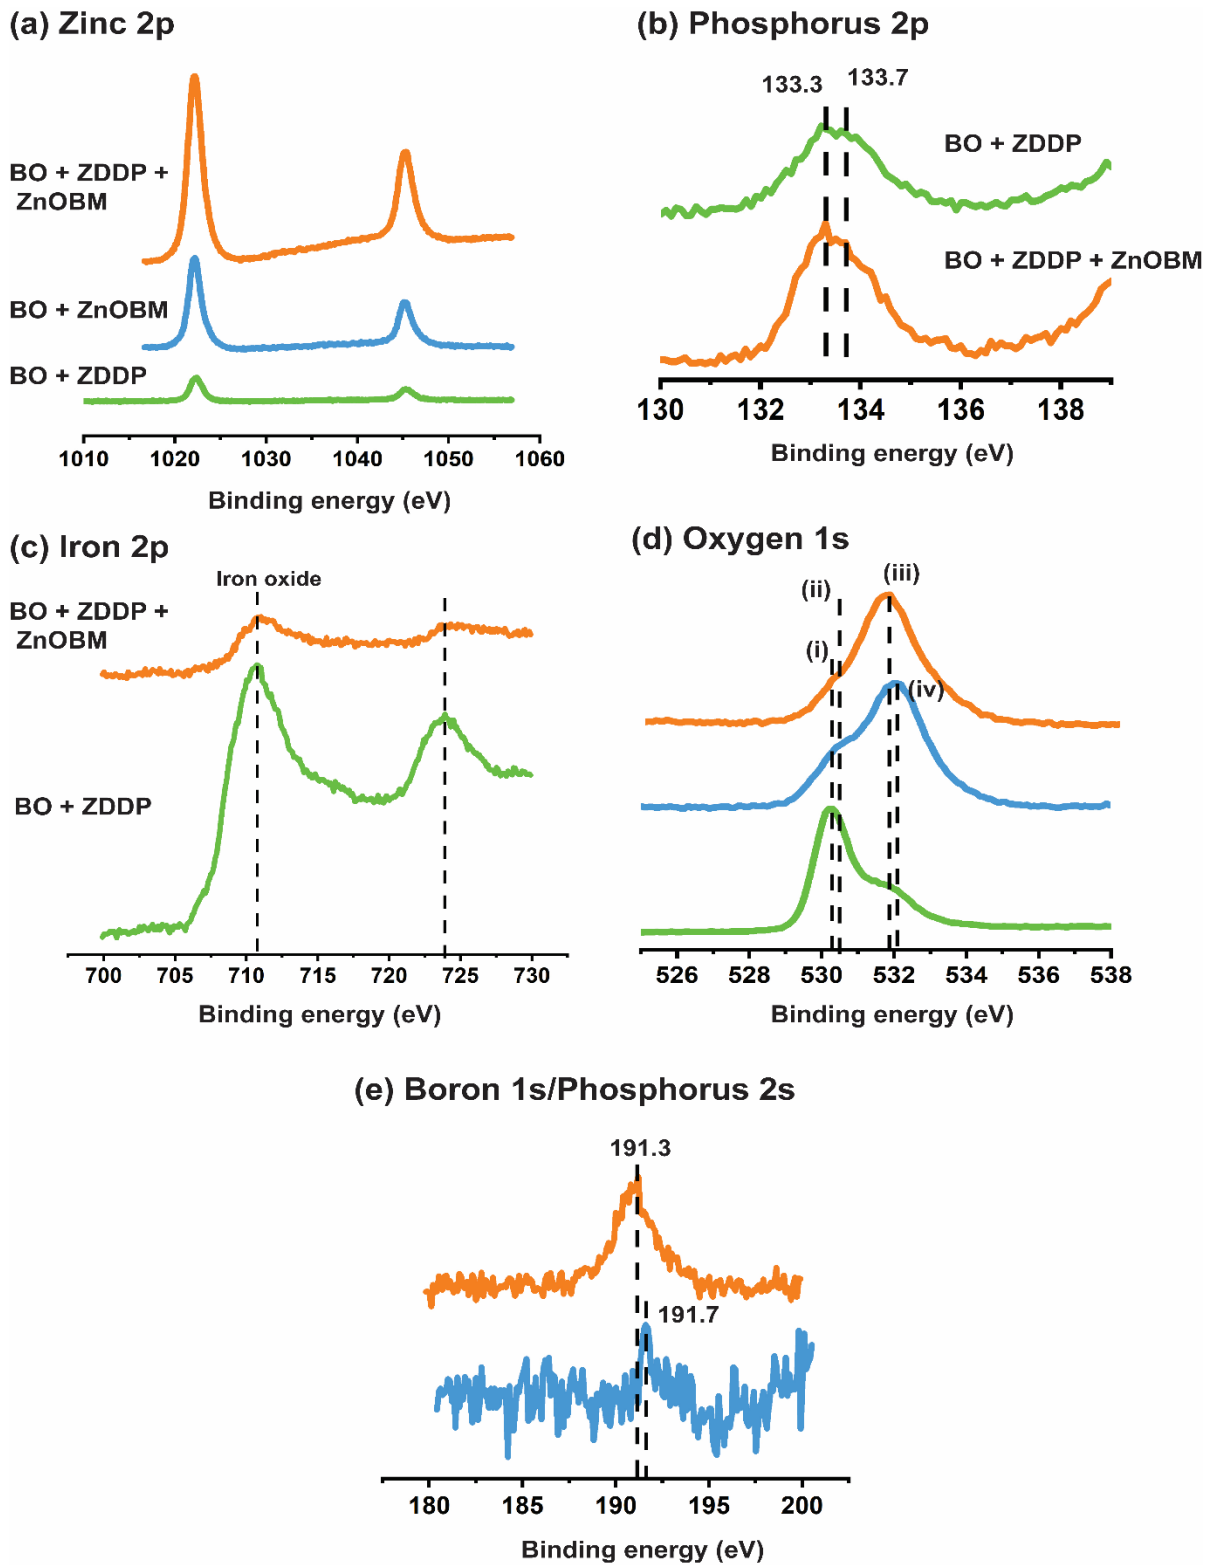 (a) Zinc 2p
BO + ZDDP +
ZnOBM
BO + ZnOBM
BO + ZDDP
1010 1020 1030 1040 1050 1060
Binding energy (eV)
(b) Phosphorus 2p
133.3 133.7
BO + ZDDP
BO + ZDDP + ZnOBM
130 132 134 136 138
Binding energy (eV)
(c) Iron 2p
Iron oxide
BO + ZDDP +
ZnOBM
BO + ZDDP
700 705 710 715 720 725 730
Binding energy (eV)
(d) Oxygen 1s
(ii) (iii)
(i)
(iv)
526 528 530 532 534 536 538
Binding energy (eV)
(e) Boron 1s/Phosphorus 2s
191.3
191.7
180 185 190 195 200
Binding energy (eV)